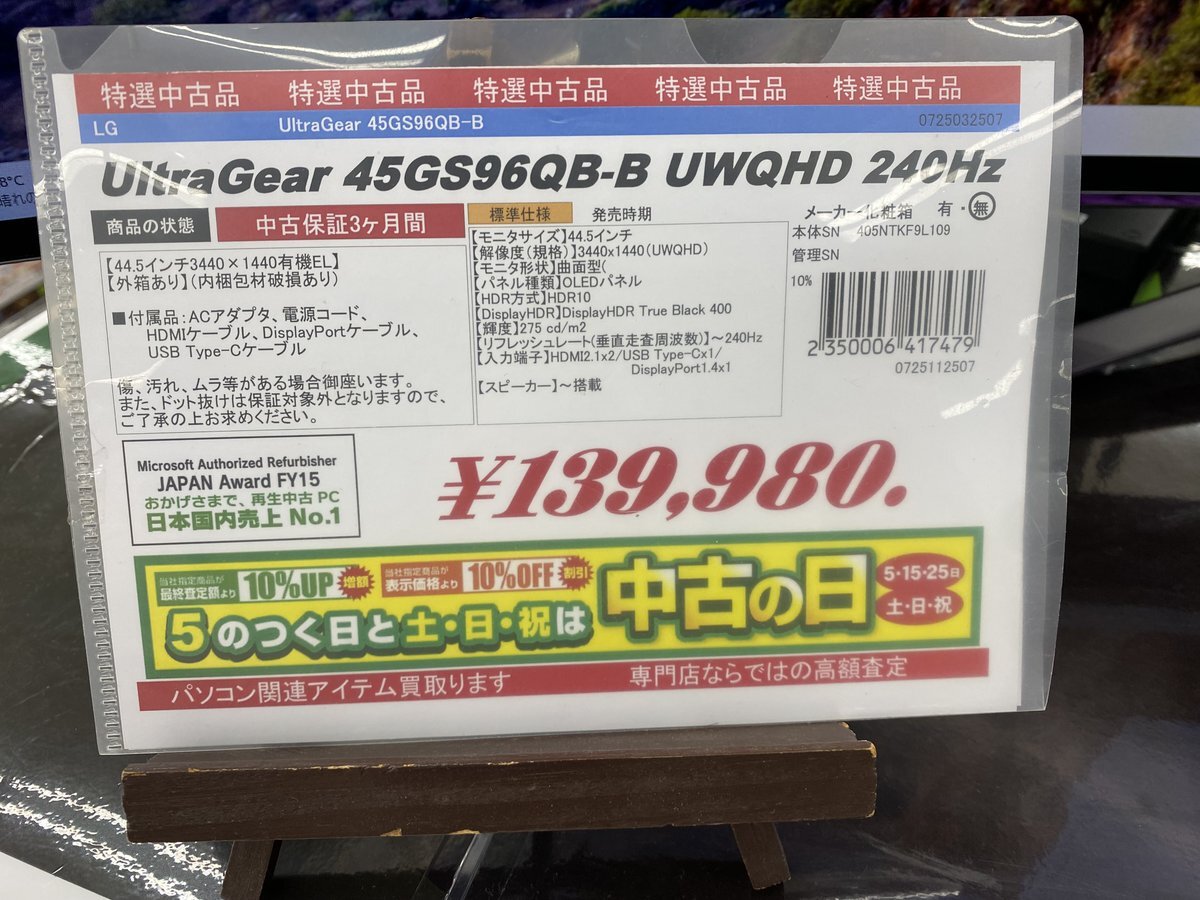 特選中古品 特選中古品 特選中古品 特選中古品 特選中古品
LG UltraGear 45GS96QB-B 0725032507
UltraGear 45GS96QB-B UWQHD 240Hz
商品の状態 中古保証3ヶ月間
【44.5インチ3440×1440有機EL】
【外箱あり】(内梱包材破損あり)
■付属品:ACアダプタ、電源コード、
HDMIケーブル、DisplayPortケーブル、
USB Type-Cケーブル
傷、汚れ、ムラ等がある場合御座います。
また、ドット抜けは保証対象外となりますので、
ご了承の上お求めください。
標準仕様 発売時期
【モニタサイズ】44.5インチ
【解像度(規格)】3440x1440(UWQHD)
【モニタ形状】曲面型(
【パネル種類】OLEDパネル
【HDR方式】HDR10
【DisplayHDR】DisplayHDR True Black 400
【輝度】275 cd/m2
【リフレッシュレート(垂直走査周波数)】~240Hz
【入力端子】HDMI2.1x2/USB Type-Cx1/
DisplayPort1.4x1
【スピーカー】~搭載
メーカー化粧箱 有・無
本体SN 405NTKF9L109
管理SN
10%
2350006417479
0725112507
Microsoft Authorized Refurbisher
JAPAN Award FY15
おかげさまで、再生中古PC
日本国内売上 No.1
¥139,980.
当社指定商品が
最終査定額より 10%UP 増額
当社指定商品が
表示価格より 10%OFF 割引
5のつく日と土・日・祝は
中古の日
5・15・25日
土・日・祝
パソコン関連アイテム買取ります 専門店ならではの高額査定
8°C
晴れの